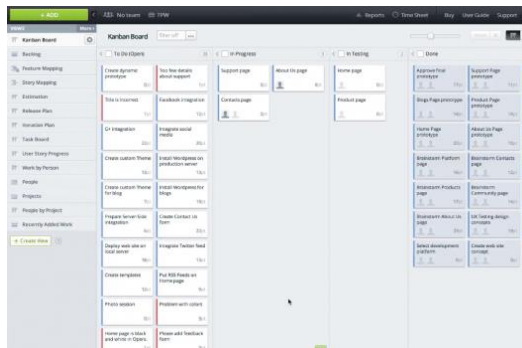 + ADD
No team
TPW
Reports
Time Sheet
Buy
User Guide
Support
VIEWS
More
Kanban Board
Backlog
Feature Mapping
Story Mapping
Estimation
Release Plan
Iteration Plan
Task Board
User Story Progress
Work by Person
People
Projects
People by Project
Recently Added Work
+ Create View
Kanban Board
Filter off
To Do (Open)
Create dynamic prototype
Too few details about support
Title is incorrect
Facebook integration
G+ Integration
Integrate social media
Create custom Theme
Install Wordpress on production server
Create custom Theme for blog
Install Wordpress for blogs
Prepare Server-Side integration
Create Contact Us form
Deploy web site on local server
Integrate Twitter feed
Create templates
Put RSS Feeds on Homepage
Photo session
Problem with colors
Home page is black and white in Opera.
Please add feedback form
In Progress
Support page
About Us page
Contacts page
In Testing
Home page
Product page
Done
Approve final prototype
Support Page prototype
Blogs Page prototype
Product Page prototype
Home Page prototype
About Us Page prototype
Brainstorm Platform page
Brainstorm Contacts page
Brainstorm Products page
Brainstorm Community page
Brainstorm About Us page
UX Testing design concepts
Select development platform
Create web site concept